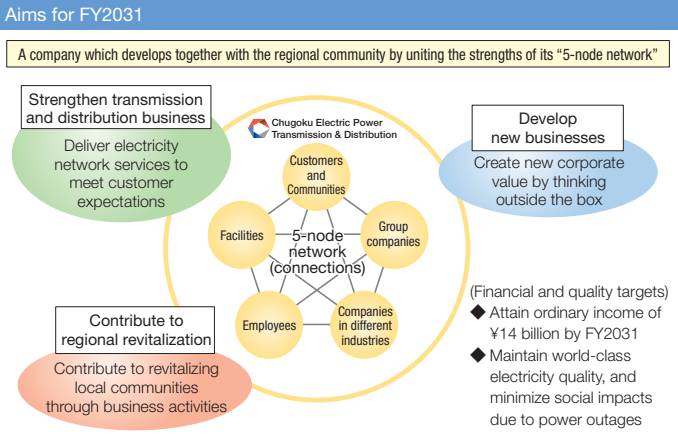 Aims for FY2031
A company which develops together with the regional community by uniting the strengths of its “5-node network”
Strengthen transmission
and distribution business
Deliver electricity
network services to
meet customer
expectations
Chugoku Electric Power
Transmission & Distribution
Develop
new businesses
Create new corporate
value by thinking
outside the box
Customers
and
Communities
Facilities
5-node
network
(connections)
Group
companies
Employees
Companies
in different
industries
Contribute to
regional revitalization
Contribute to revitalizing
local communities
through business activities
(Financial and quality targets)
◆ Attain ordinary income of
¥14 billion by FY2031
◆ Maintain world-class
electricity quality, and
minimize social impacts
due to power outages